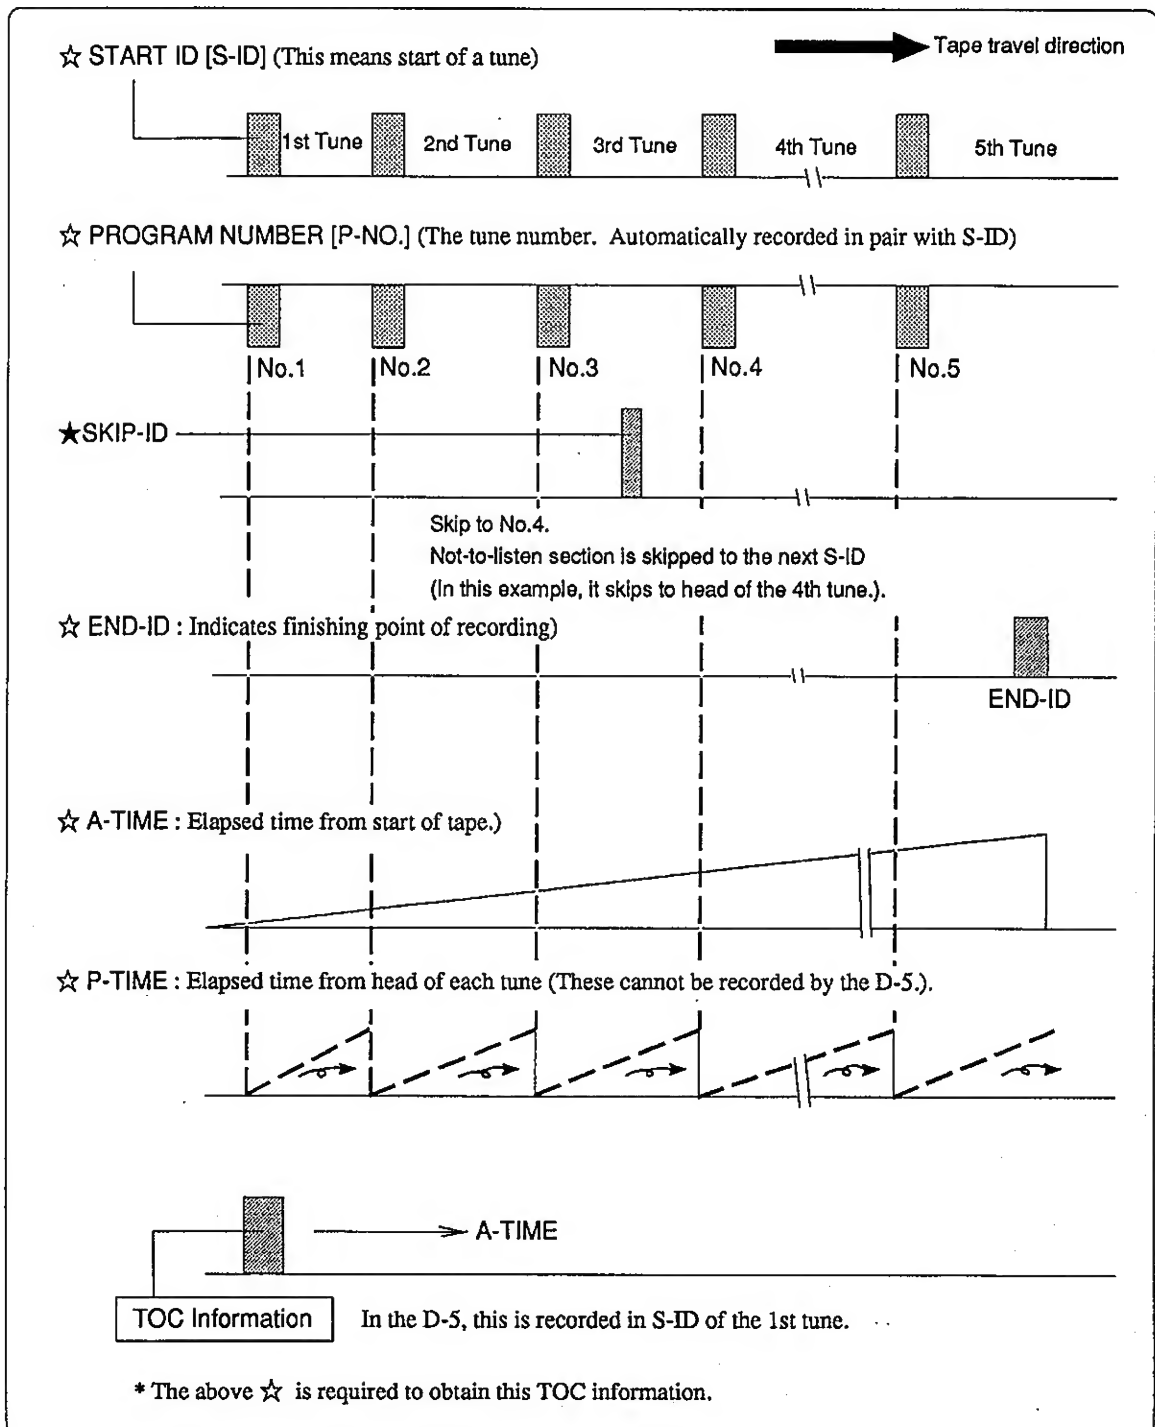 ☆ START ID [S-ID] (This means start of a tune)
Tape travel direction
1st Tune 2nd Tune 3rd Tune 4th Tune 5th Tune
☆ PROGRAM NUMBER [P-NO.] (The tune number. Automatically recorded in pair with S-ID)
No.1 No.2 No.3 No.4 No.5
★SKIP-ID
Skip to No.4.
Not-to-listen section is skipped to the next S-ID
(In this example, it skips to head of the 4th tune.).
☆ END-ID : Indicates finishing point of recording)
END-ID
☆ A-TIME : Elapsed time from start of tape.)
☆ P-TIME : Elapsed time from head of each tune (These cannot be recorded by the D-5.).
A-TIME
TOC Information
In the D-5, this is recorded in S-ID of the 1st tune.
* The above ☆ is required to obtain this TOC information.